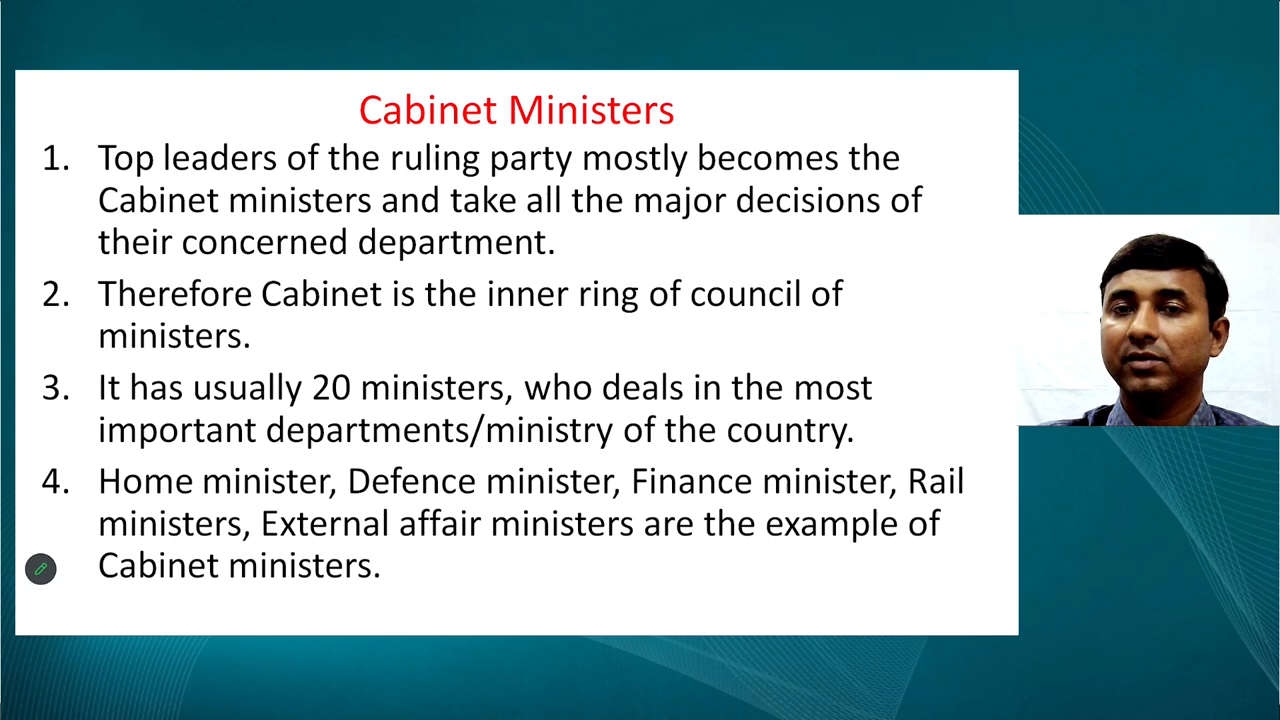 Cabinet Ministers
1. Top leaders of the ruling party mostly becomes the
Cabinet ministers and take all the major decisions of
their concerned department.
2. Therefore Cabinet is the inner ring of council of
ministers.
3. It has usually 20 ministers, who deals in the most
important departments/ministry of the country.
4. Home minister, Defence minister, Finance minister, Rail
ministers, External affair ministers are the example of
Cabinet ministers.